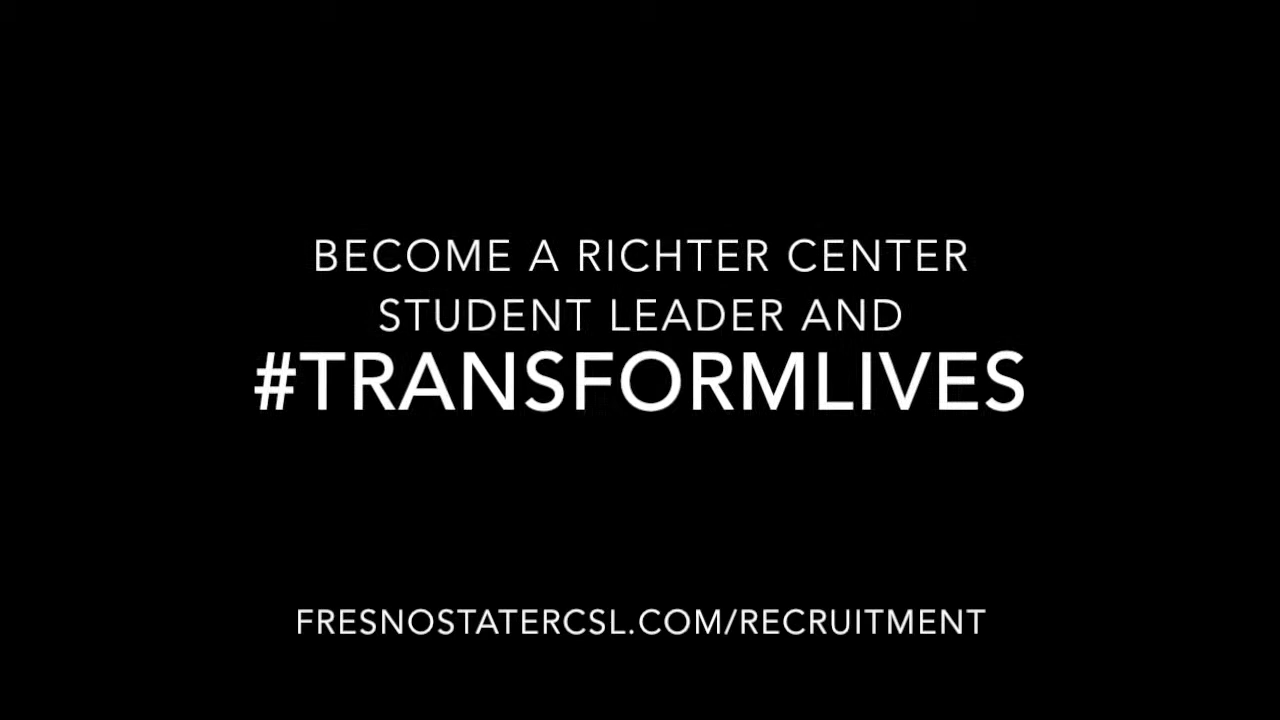 BECOME A RICHTER CENTER
STUDENT LEADER AND
#TRANSFORMLIVES
FRESNOSTATERCSL.COM/RECRUITMENT